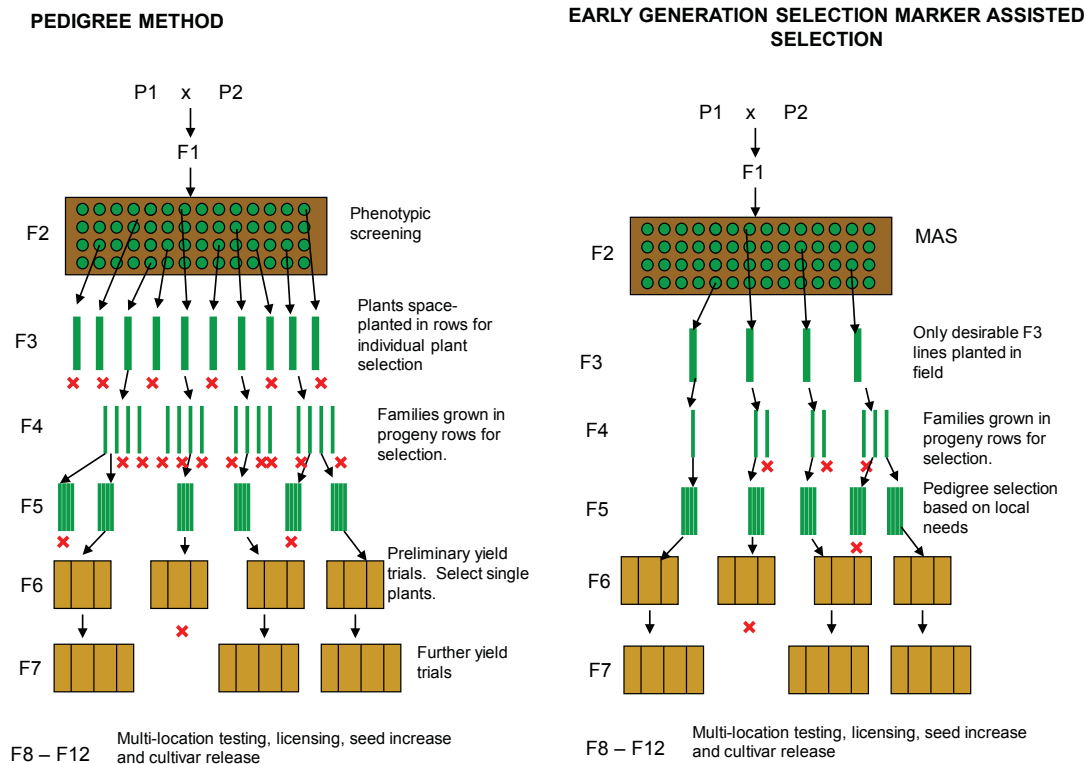 PEDIGREE METHOD
P1 x P2
F1
F2
Phenotypic
screening
F3
Plants space-
planted in rows for
individual plant
selection
F4
Families grown in
progeny rows for
selection.
F5
F6
Preliminary yield
trials. Select single
plants.
F7
Further yield
trials
F8 – F12
Multi-location testing, licensing, seed increase
and cultivar release
EARLY GENERATION SELECTION MARKER ASSISTED
SELECTION
P1 x P2
F1
F2
MAS
F3
Only desirable F3
lines planted in
field
F4
Families grown in
progeny rows for
selection.
F5
Pedigree selection
based on local
needs
F6
F7
F8 – F12
Multi-location testing, licensing, seed increase
and cultivar release